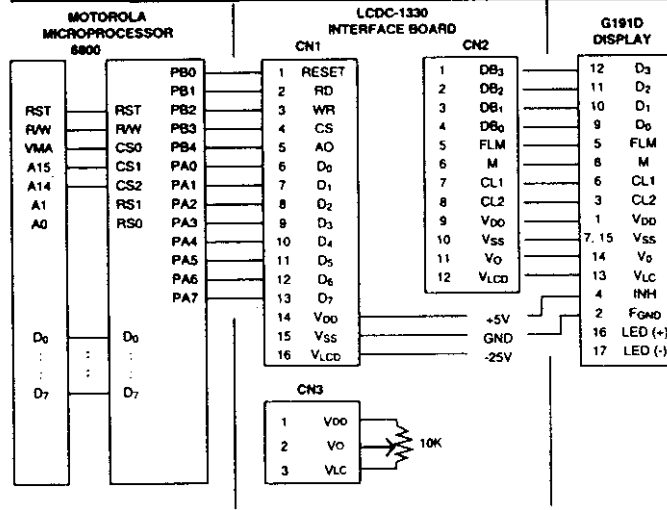 MOTOROLA
MICROPROCESSOR
6800
LCDC-1330
INTERFACE BOARD
G191D
DISPLAY
CN1
CN2
RST
R/W
VMA
A15
A14
A1
A0
D0
D7
RST
R/W
CS0
CS1
CS2
RS1
RS0
D0
D7
PB0
PB1
PB2
PB3
PB4
PA0
PA1
PA2
PA3
PA4
PA5
PA6
PA7
1 RESET
2 RD
3 WR
4 CS
5 AO
6 D0
7 D1
8 D2
9 D3
10 D4
11 D5
12 D6
13 D7
14 VDD
15 VSS
16 VLCD
1 DB3
2 DB2
3 DB1
4 DB0
5 FLM
6 M
7 CL1
8 CL2
9 VDD
10 VSS
11 VO
12 VLCD
+5V
GND
-25V
12 D3
11 D2
10 D1
9 D0
5 FLM
8 M
6 CL1
3 CL2
1 VDD
7, 15 VSS
14 V0
13 VLC
4 INH
2 FGND
16 LED (+)
17 LED (-)
CN3
1 VDD
2 VO
3 VLC
10K